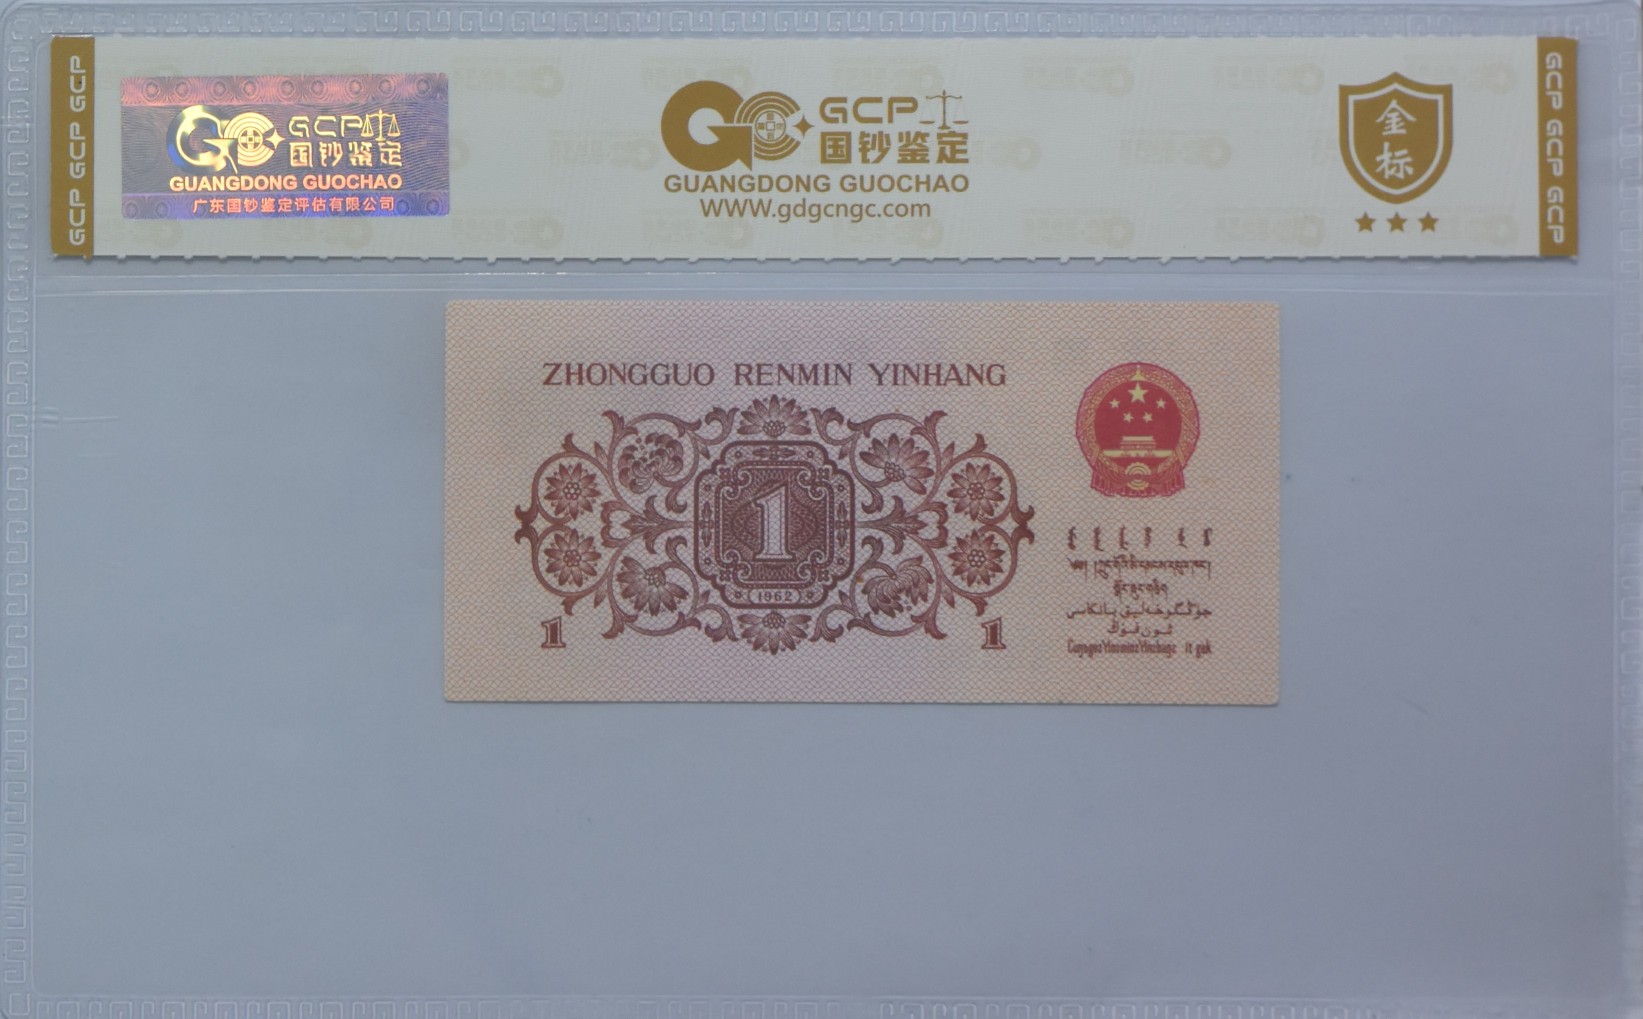 GCP GCP GCP
GCP
国钞鉴定
GUANGDONG GUOCHAO
广东国钞鉴定评估有限公司
GCP
国钞鉴定
GUANGDONG GUOCHAO
www.gdgcngc.com
金标
GCP GCP GCP
ZHONGGUO RENMIN YINHANG
1
(1962)
1
1